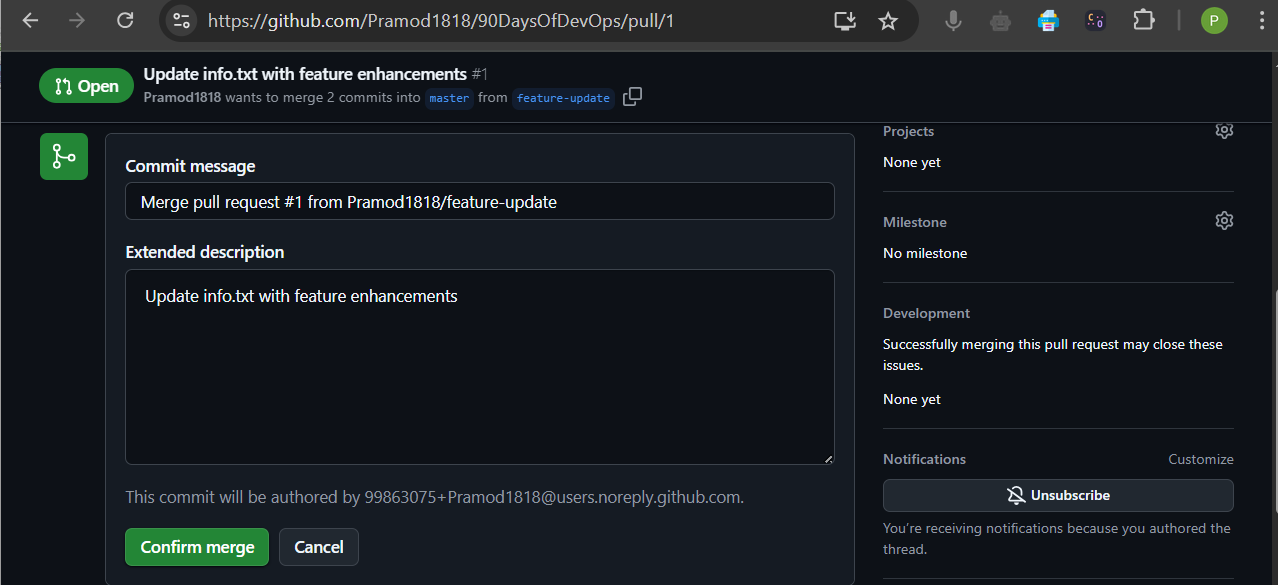 https://github.com/Pramod1818/90DaysOfDevOps/pull/1
P
Open
Update info.txt with feature enhancements #1
Pramod1818 wants to merge 2 commits into master from feature-update
Commit message
Merge pull request #1 from Pramod1818/feature-update
Extended description
Update info.txt with feature enhancements
This commit will be authored by 99863075+Pramod1818@users.noreply.github.com.
Confirm merge
Cancel
Projects
None yet
Milestone
No milestone
Development
Successfully merging this pull request may close these
issues.
None yet
Notifications
Customize
Unsubscribe
You're receiving notifications because you authored the
thread.